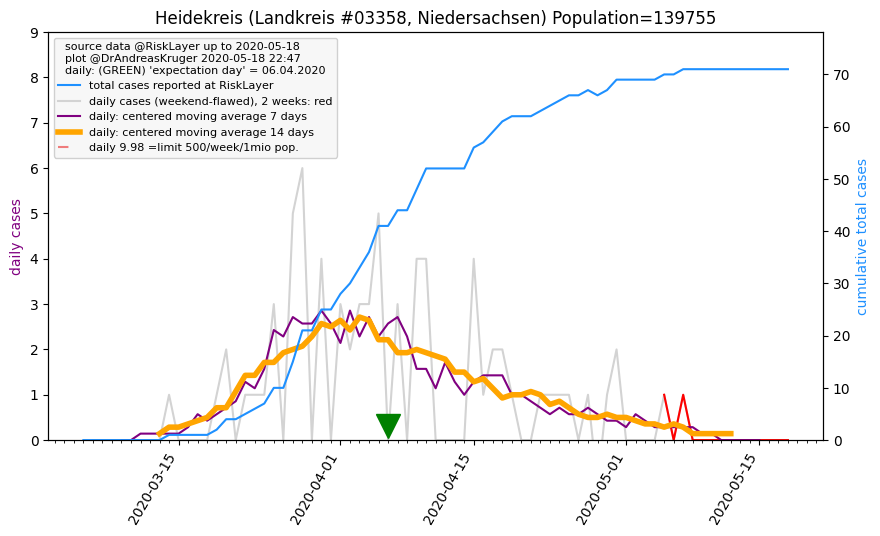 Heidekreis (Landkreis #03358, Niedersachsen) Population=139755
source data @RiskLayer up to 2020-05-18
plot @DrAndreasKruger 2020-05-18 22:47
daily: (GREEN) 'expectation day' = 06.04.2020
total cases reported at RiskLayer
daily cases (weekend-flawed), 2 weeks: red
daily: centered moving average 7 days
daily: centered moving average 14 days
daily 9.98 =limit 500/week/1mio pop.
daily cases
9
8
7
6
5
4
3
2
1
0
cumulative total cases
70
60
50
40
30
20
10
0
2020-03-15
2020-04-01
2020-04-15
2020-05-01
2020-05-15